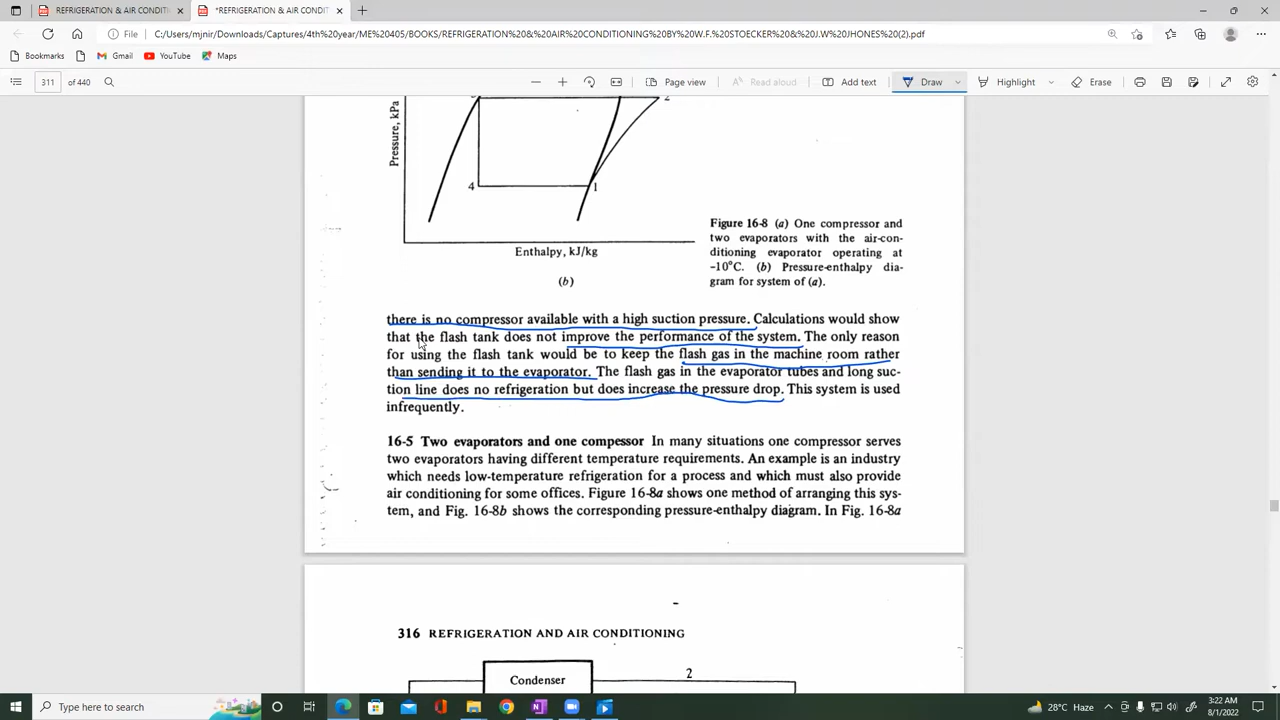 REFRIGERATION & AIR CONDITI
*REFRIGERATION & AIR CONDIT
File
C:/Users/mjnir/Downloads/Captures/4th%20year/ME%20405/BOOKS/REFRIGERATION%20&%20AIR%20CONDITIONING%20BY%20W.F.STOECKER%20&%20J.W%20JHONES%20(2).pdf
Bookmarks
Gmail
YouTube
Maps
311 of 440
Page view
Read aloud
Add text
Draw
Highlight
Erase
Pressure, kPa
2
4
1
Enthalpy, kJ/kg
(b)
Figure 16-8 (a) One compressor and
two evaporators with the air-con-
ditioning evaporator operating at
-10°C. (b) Pressure-enthalpy dia-
gram for system of (a).
there is no compressor available with a high suction pressure. Calculations would show
that the flash tank does not improve the performance of the system. The only reason
for using the flash tank would be to keep the flash gas in the machine room rather
than sending it to the evaporator. The flash gas in the evaporator tubes and long suc-
tion line does no refrigeration but does increase the pressure drop. This system is used
infrequently.
16-5 Two evaporators and one compessor In many situations one compressor serves
two evaporators having different temperature requirements. An example is an industry
which needs low-temperature refrigeration for a process and which must also provide
air conditioning for some offices. Figure 16-8a shows one method of arranging this sys-
tem, and Fig. 16-8b shows the corresponding pressure-enthalpy diagram. In Fig. 16-8a
316 REFRIGERATION AND AIR CONDITIONING
Condenser
2
Type here to search
28°C Haze
3:22 AM
8/1/2022